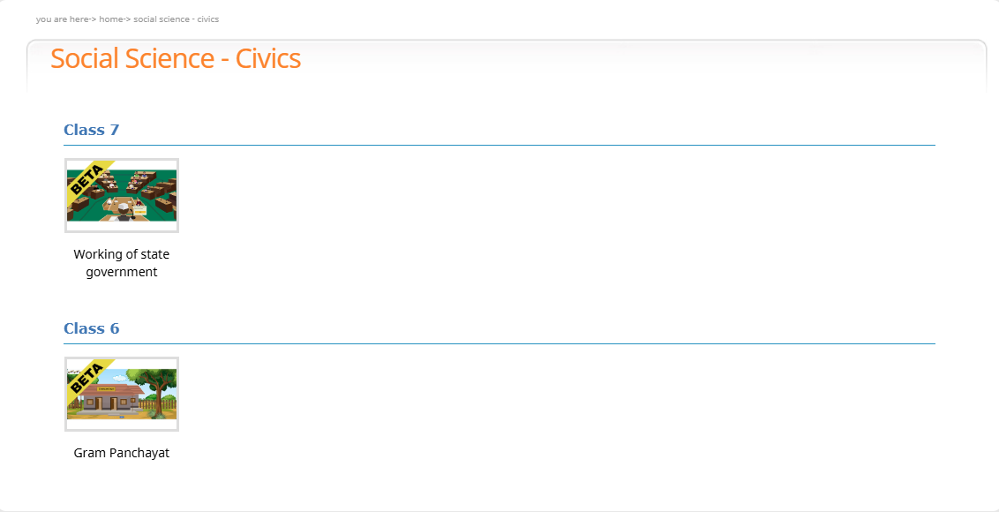 you are here-> home-> social science - civics
Social Science - Civics
Class 7
BETA
Working of state
government
Class 6
BETA
Gram Panchayat